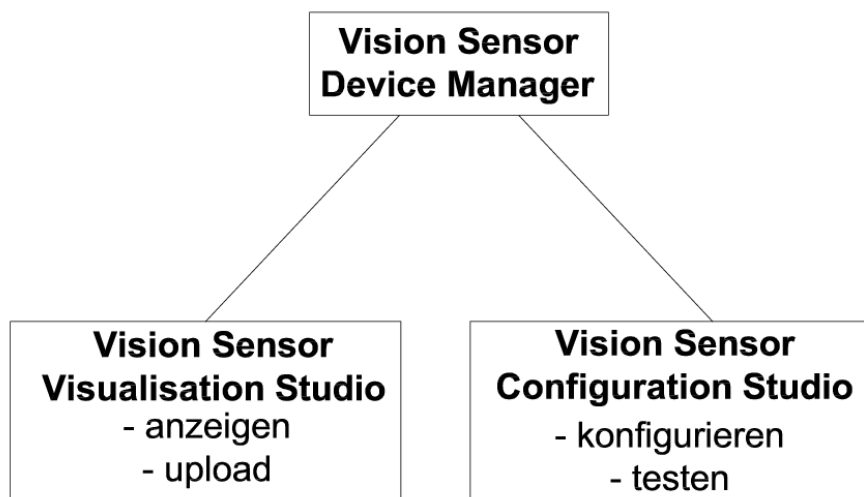 Vision Sensor
Device Manager
Vision Sensor
Visualisation Studio
- anzeigen
- upload
Vision Sensor
Configuration Studio
- konfigurieren
- testen